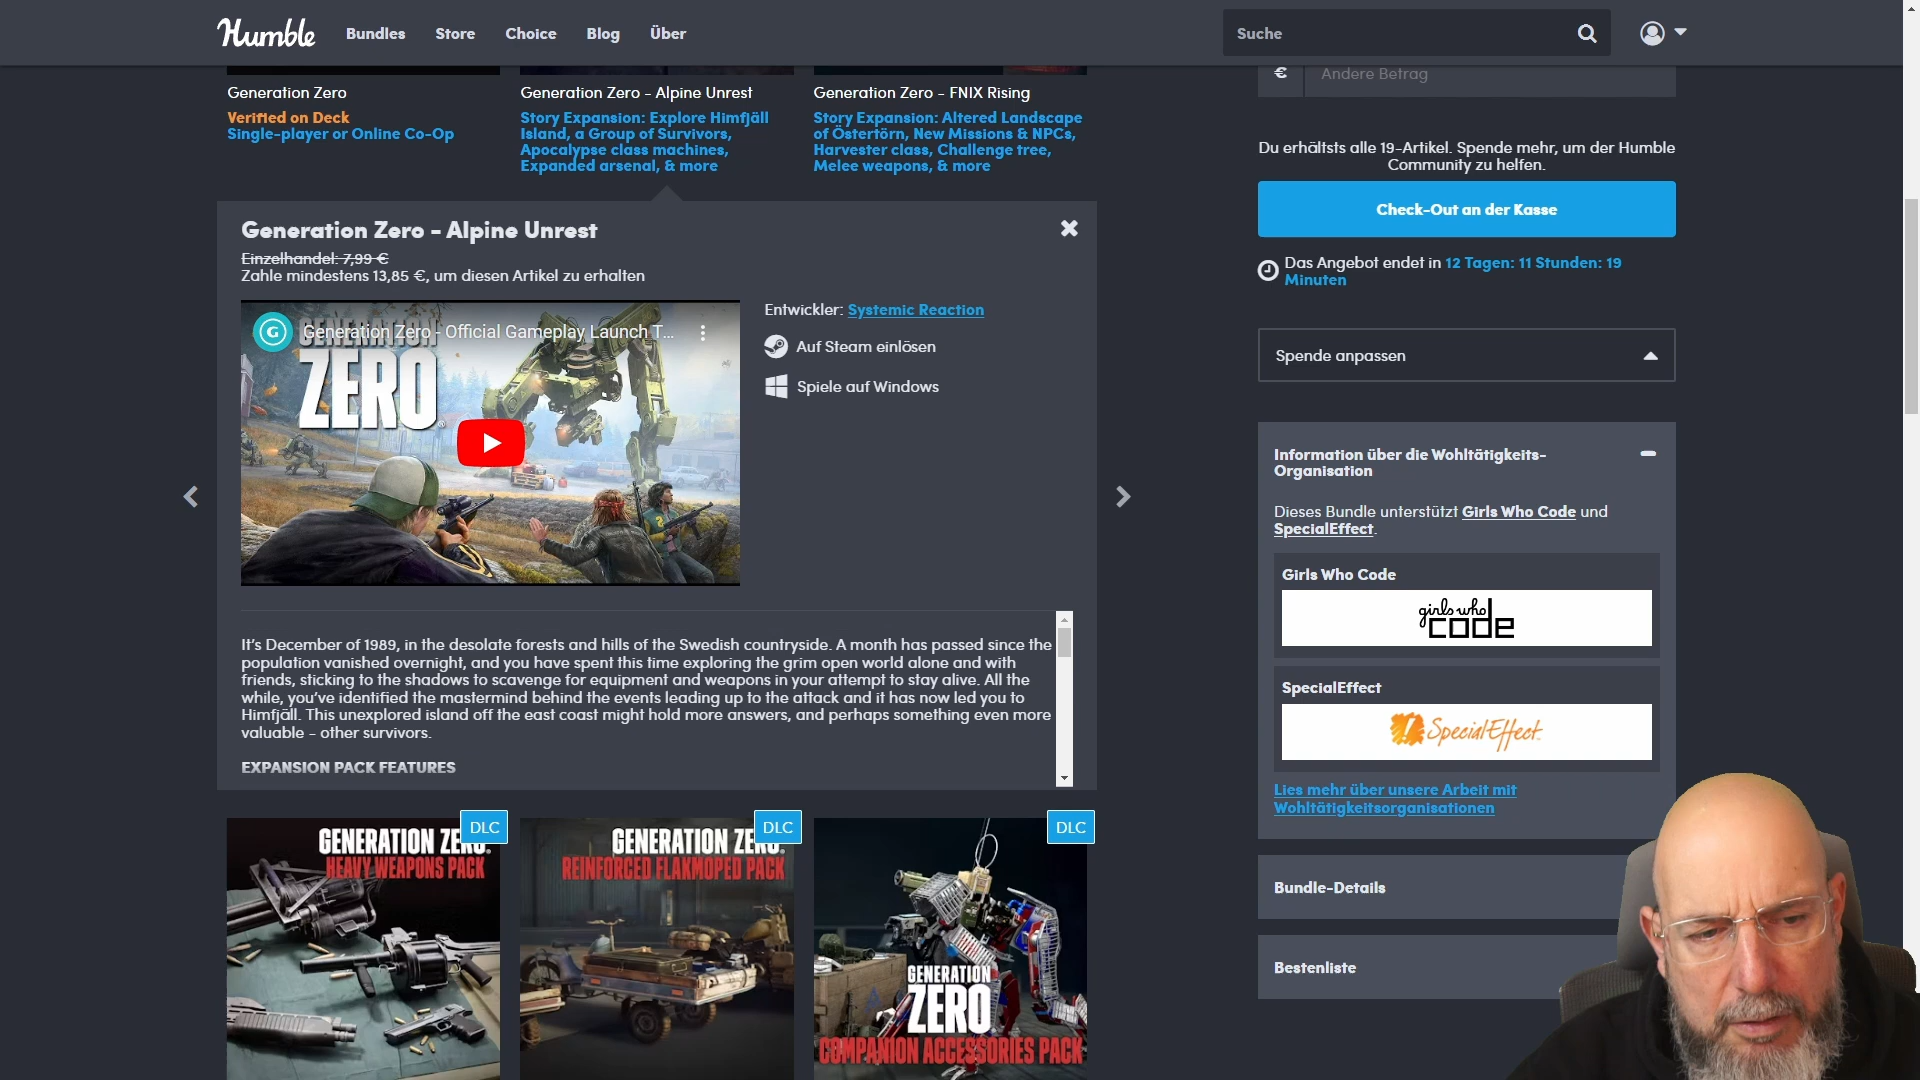 Humble
Bundles
Store
Choice
Blog
Über
Suche
€
Andere Betrag
Generation Zero
Verified on Deck
Single-player or Online Co-Op
Generation Zero - Alpine Unrest
Story Expansion: Explore Himfjäll
Island, a Group of Survivors,
Apocalypse class machines,
Expanded arsenal, & more
Generation Zero - FNIX Rising
Story Expansion: Altered Landscape
of Östertörn, New Missions & NPCs,
Harvester class, Challenge tree,
Melee weapons, & more
Du erhältsts alle 19-Artikel. Spende mehr, um der Humble
Community zu helfen.
Check-Out an der Kasse
Das Angebot endet in 12 Tagen: 11 Stunden: 19
Minuten
Spende anpassen
Generation Zero - Alpine Unrest
Einzelhandel: 7,99 €
Zahle mindestens 13,85 €, um diesen Artikel zu erhalten
G
Generation Zero - Official Gameplay Launch T...
GENERATION
ZERO
Entwickler: Systemic Reaction
Auf Steam einlösen
Spiele auf Windows
It's December of 1989, in the desolate forests and hills of the Swedish countryside. A month has passed since the
population vanished overnight, and you have spent this time exploring the grim open world alone and with
friends, sticking to the shadows to scavenge for equipment and weapons in your attempt to stay alive. All the
while, you've identified the mastermind behind the events leading up to the attack and it has now led you to
Himfjäll. This unexplored island off the east coast might hold more answers, and perhaps something even more
valuable - other survivors.
EXPANSION PACK FEATURES
Information über die Wohltätigkeits-
Organisation
Dieses Bundle unterstützt Girls Who Code und
SpecialEffect.
Girls Who Code
girls who
code
SpecialEffect
SpecialEffect
Lies mehr über unsere Arbeit mit
Wohltätigkeitsorganisationen
Bundle-Details
Bestenliste
DLC
GENERATION ZERO
HEAVY WEAPONS PACK
DLC
GENERATION ZERO
REINFORCED FLAKMOPED PACK
DLC
GENERATION
ZERO
COMPANION ACCESSORIES PACK